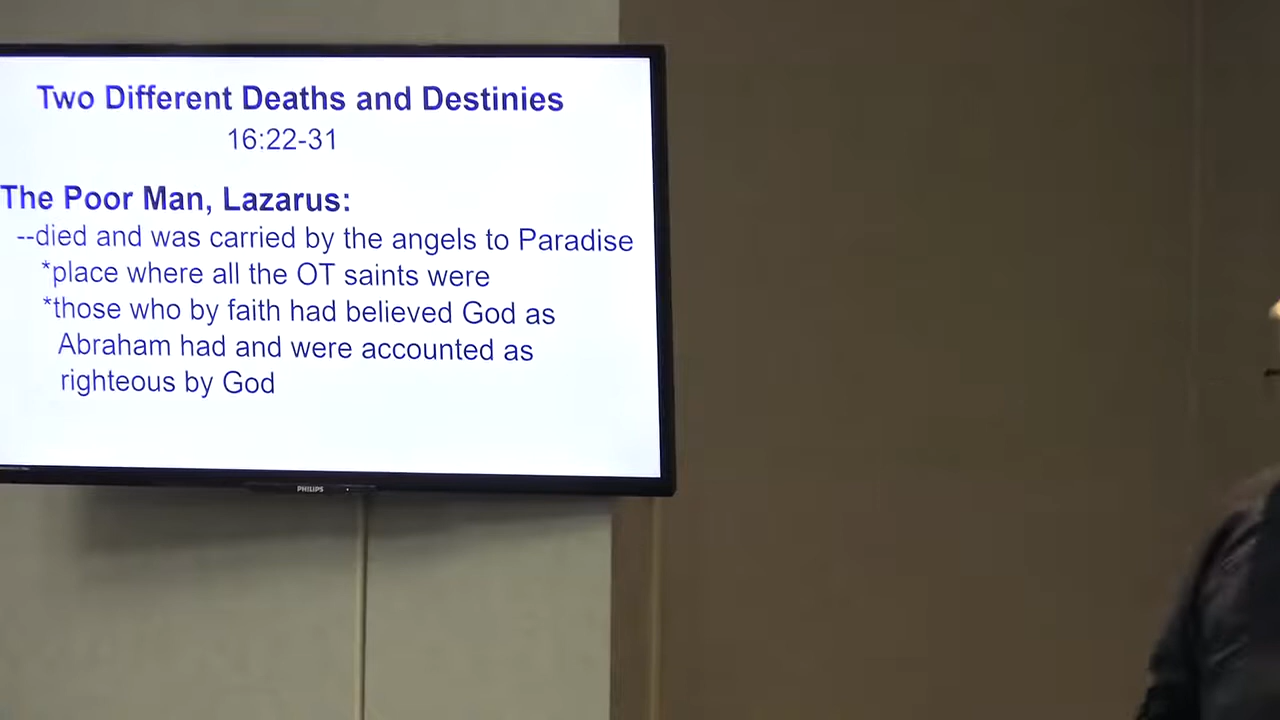 Two Different Deaths and Destinies
16:22-31
The Poor Man, Lazarus:
--died and was carried by the angels to Paradise
*place where all the OT saints were
*those who by faith had believed God as
Abraham had and were accounted as
righteous by God
PHILIPS